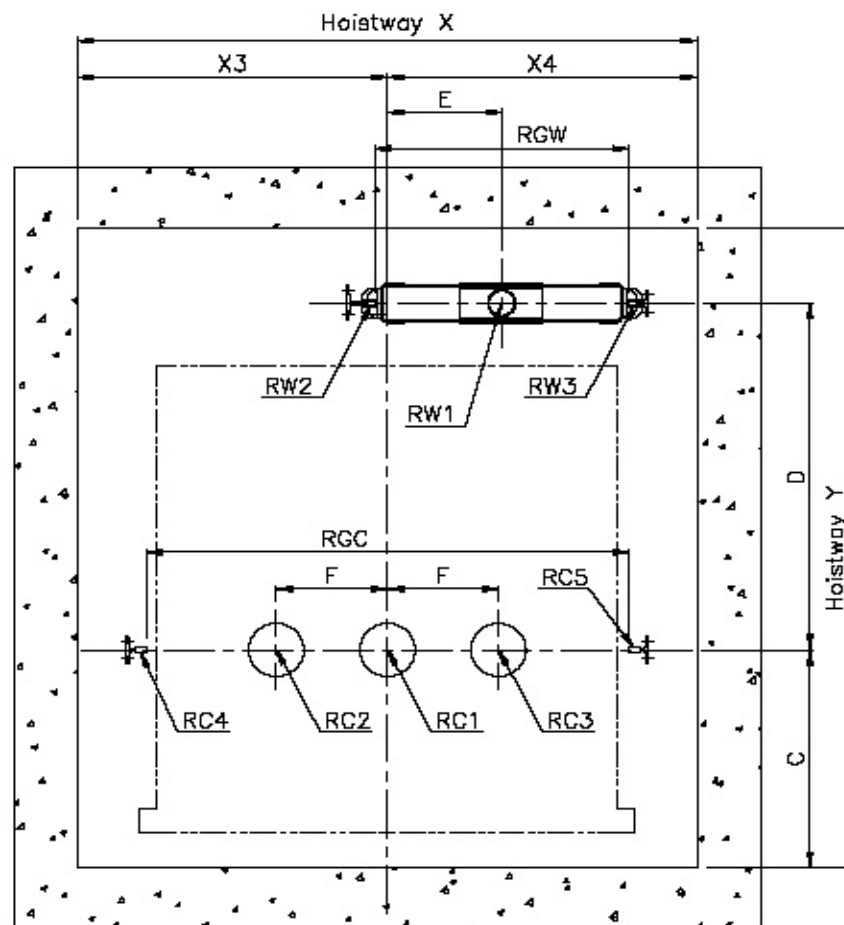 Hoistway X
X3
X4
E
RGW
RW2
RW1
RW3
D
Hoistway Y
RGC
F
F
RC5
RC4
RC2
RC1
RC3
C